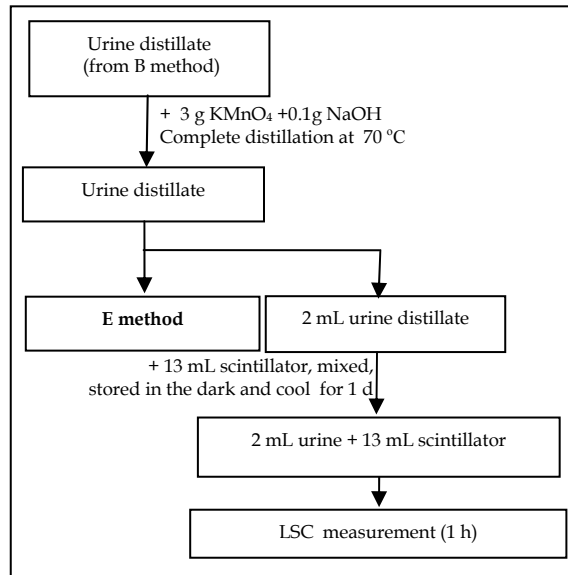 Urine distillate
(from B method)
+ 3 g KMnO₄ +0.1g NaOH
Complete distillation at 70 ºC
Urine distillate
E method
2 mL urine distillate
+ 13 mL scintillator, mixed,
stored in the dark and cool for 1 d
2 mL urine + 13 mL scintillator
LSC measurement (1 h)